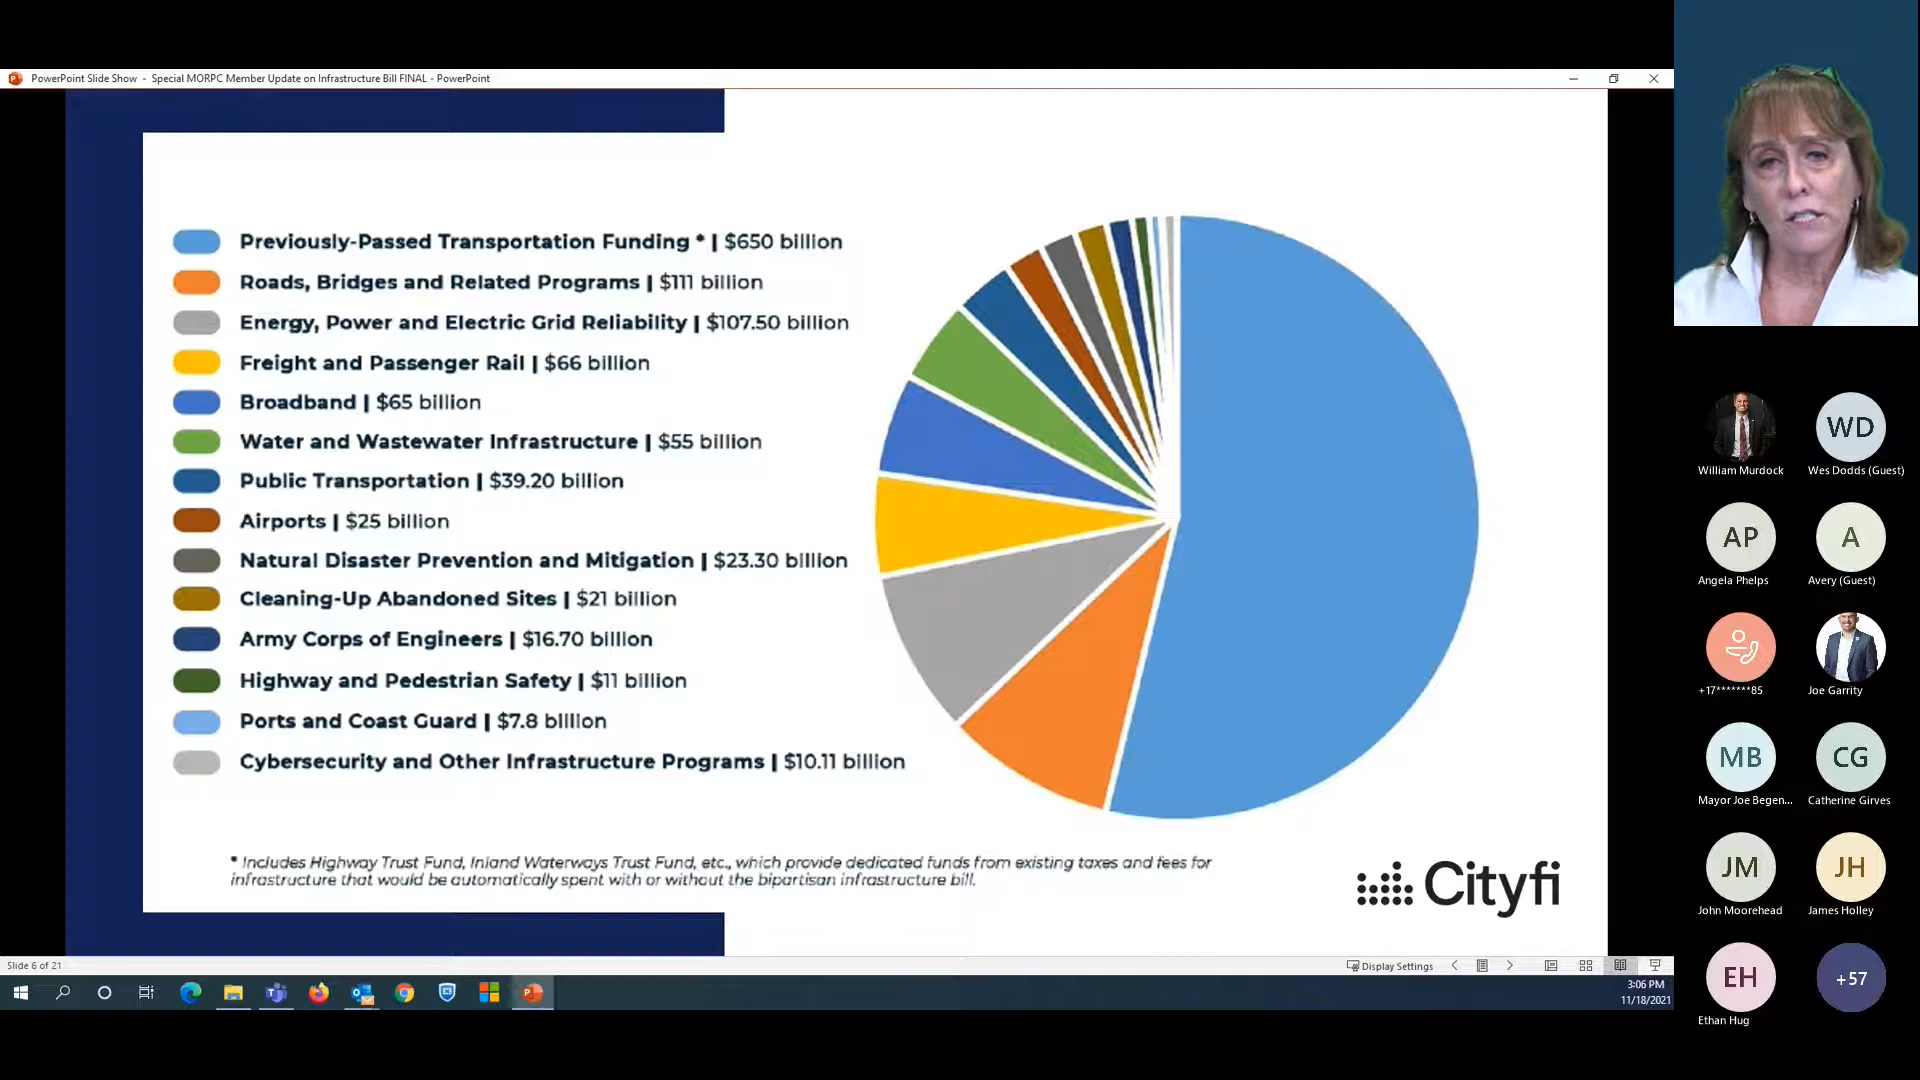 PowerPoint Slide Show - Special MORPC Member Update on Infrastructure Bill FINAL - PowerPoint
Previously-Passed Transportation Funding * | $650 billion
Roads, Bridges and Related Programs | $111 billion
Energy, Power and Electric Grid Reliability | $107.50 billion
Freight and Passenger Rail | $66 billion
Broadband | $65 billion
Water and Wastewater Infrastructure | $55 billion
Public Transportation | $39.20 billion
Airports | $25 billion
Natural Disaster Prevention and Mitigation | $23.30 billion
Cleaning-Up Abandoned Sites | $21 billion
Army Corps of Engineers | $16.70 billion
Highway and Pedestrian Safety | $11 billion
Ports and Coast Guard | $7.8 billion
Cybersecurity and Other Infrastructure Programs | $10.11 billion
* Includes Highway Trust Fund, Inland Waterways Trust Fund, etc., which provide dedicated funds from existing taxes and fees for
infrastructure that would be automatically spent with or without the bipartisan infrastructure bill.
Cityfi
Slide 6 of 21
Display Settings
3:06 PM
11/18/2021
WD
William Murdock
Wes Dodds (Guest)
AP
A
Angela Phelps
Avery (Guest)
+17*******85
Joe Garrity
MB
CG
Mayor Joe Begen...
Catherine Girves
JM
JH
John Moorehead
James Holley
EH
+57
Ethan Hug